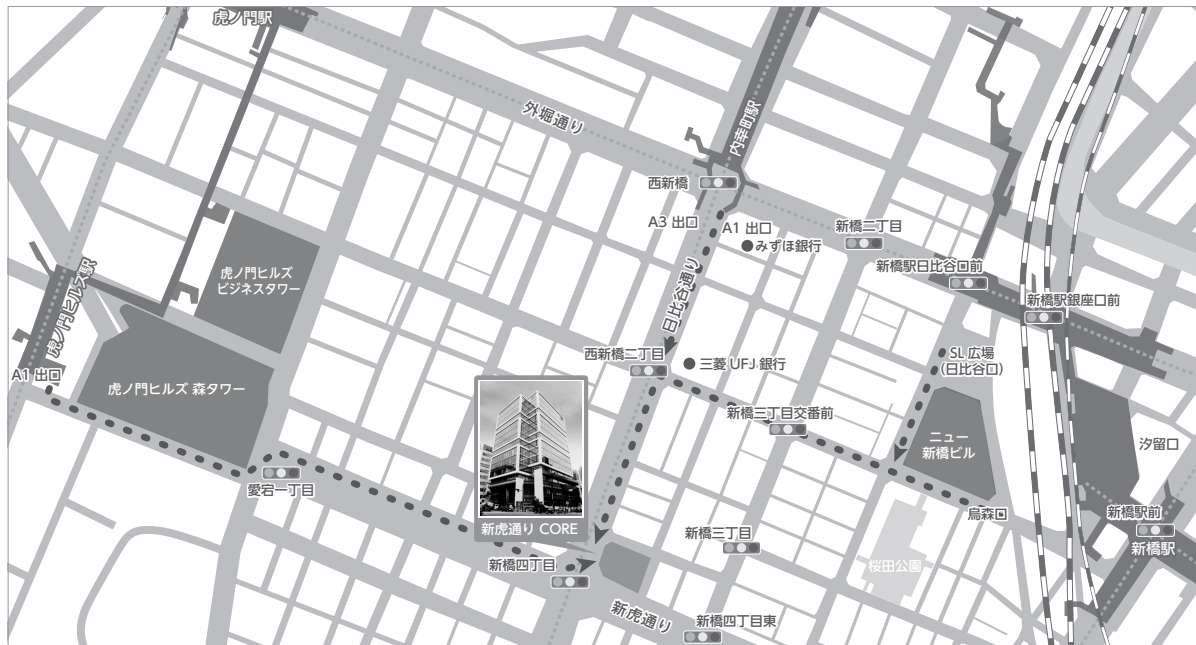 虎ノ門駅
外堀通り
内幸町駅
西新橋
A3 出口
A1 出口
みずほ銀行
新橋二丁目
新橋駅日比谷口前
新橋駅銀座口前
虎ノ門ヒルズ
ビジネスタワー
虎ノ門ヒルズ駅
日比谷通り
A1 出口
虎ノ門ヒルズ 森タワー
西新橋二丁目
三菱 UFJ 銀行
SL 広場
(日比谷口)
新橋三丁目交番前
ニュー
新橋ビル
汐留口
愛宕一丁目
新虎通り CORE
烏森口
新橋駅前
新橋駅
新橋三丁目
新橋四丁目
桜田公園
新虎通り
新橋四丁目東